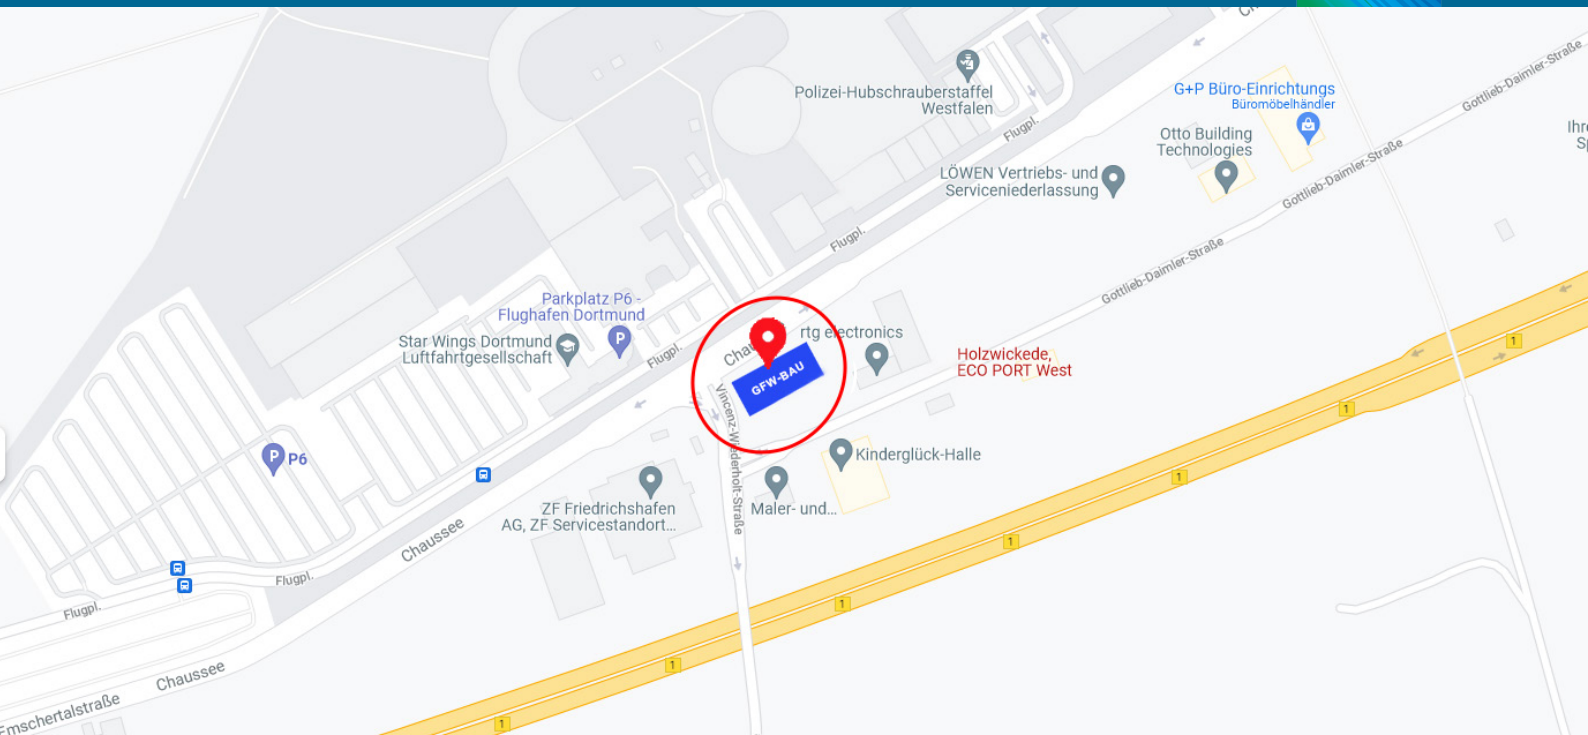 Polizei-Hubschrauberstaffel
Westfalen
G+P Büro-Einrichtungs
Büromöbelhändler
Gottlieb-Daimler-Straße
Flugpl.
Otto Building
Technologies
Ihre
LÖWEN Vertriebs- und
Serviceniederlassung
Gottlieb-Daimler-Straße
Flugpl.
Gottlieb-Daimler-Straße
Parkplatz P6 -
Flughafen Dortmund
P
Star Wings Dortmund
Luftfahrtgesellschaft
Flugpl.
rtg electronics
GFW-BAU
Holzwickede,
ECO PORT West
1
1
Vincenz-Wiederholt-Straße
P
P6
Kinderglück-Halle
1
ZF Friedrichshafen
AG, ZF Servicestandort...
Maler- und...
Chaussee
1
Flugpl.
1
Flugpl.
Chaussee
1
Emschertalstraße
1